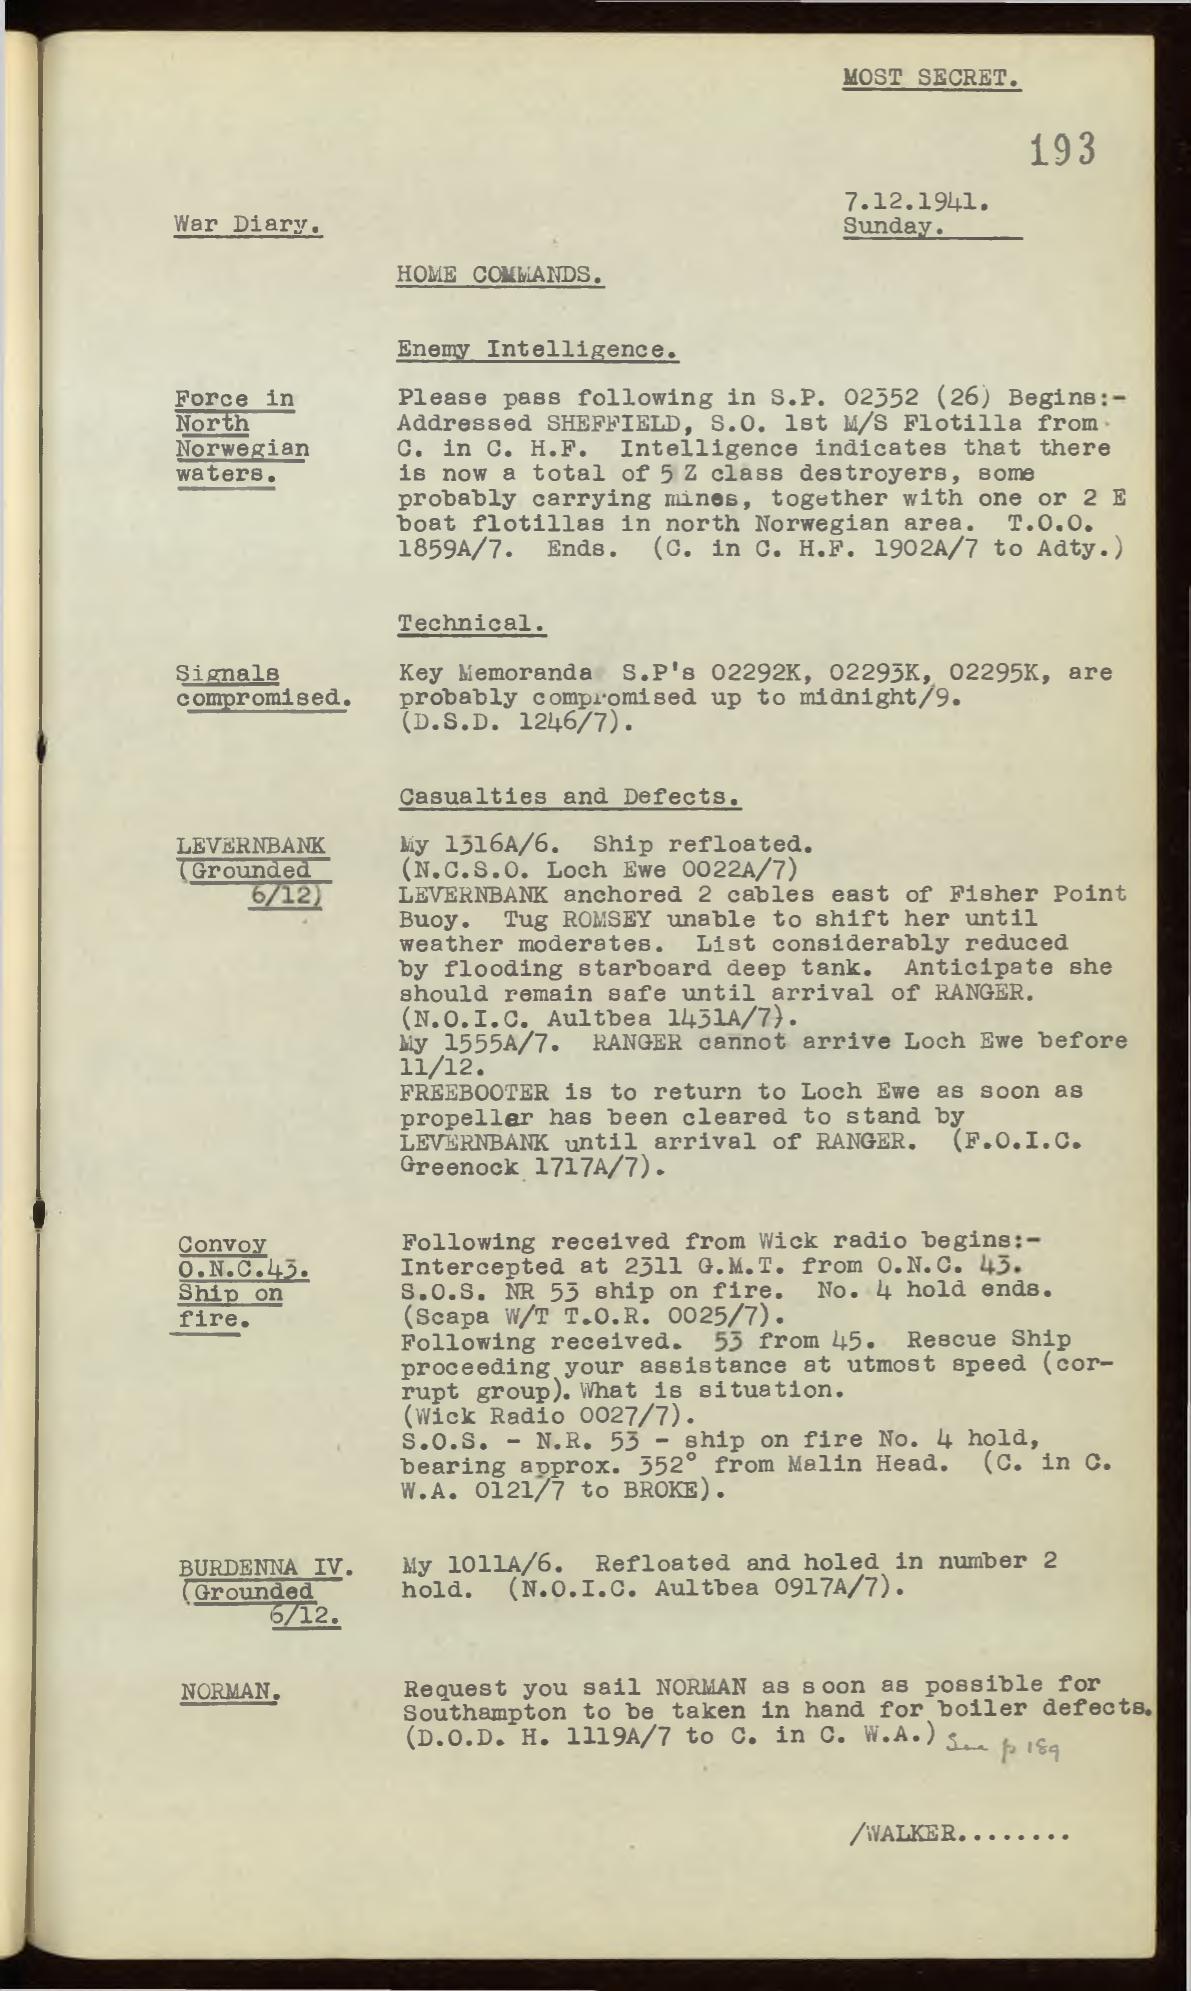 MOST SECRET.
193
7.12.1941.
War Diary.
Sunday.
HOME COMMANDS.
Enemy Intelligence.
Force in
North
Norwegian
waters.
Please pass following in S.P. 02352 (26) Begins:-
Addressed SHEFFIELD, S.O. 1st M/S Flotilla from
C. in C. H.F. Intelligence indicates that there
is now a total of 5 Z class destroyers, some
probably carrying mines, together with one or 2 E
boat flotillas in north Norwegian area. T.O.O.
1859A/7. Ends. (C. in C. H.F. 1902A/7 to Adty.)
Technical.
Signals
compromised.
Key Memoranda S.P's 02292K, 02293K, 02295K, are
probably compromised up to midnight/9.
(D.S.D. 1246/7).
Casualties and Defects.
LEVERNBANK
(Grounded
6/12)
My 1316A/6. Ship refloated.
(N.C.S.O. Loch Ewe 0022A/7)
LEVERNBANK anchored 2 cables east of Fisher Point
Buoy. Tug ROMSEY unable to shift her until
weather moderates. List considerably reduced
by flooding starboard deep tank. Anticipate she
should remain safe until arrival of RANGER.
(N.O.I.C. Aultbea 1431A/7).
My 1555A/7. RANGER cannot arrive Loch Ewe before
11/12.
FREEBOOTER is to return to Loch Ewe as soon as
propeller has been cleared to stand by
LEVERNBANK until arrival of RANGER. (F.O.I.C.
Greenock 1717A/7).
Convoy
O.N.C.43.
Ship on
fire.
Following received from Wick radio begins:-
Intercepted at 2311 G.M.T. from O.N.C. 43.
S.O.S. NR 53 ship on fire. No. 4 hold ends.
(Scapa W/T T.O.R. 0025/7).
Following received. 53 from 45. Rescue Ship
proceeding your assistance at utmost speed (cor-
rupt group). What is situation.
(Wick Radio 0027/7).
S.O.S. - N.R. 53 - ship on fire No. 4 hold,
bearing approx. 352° from Malin Head. (C. in C.
W.A. 0121/7 to BROKE).
BURDENNA IV.
(Grounded
6/12.
My 1011A/6. Refloated and holed in number 2
hold. (N.O.I.C. Aultbea 0917A/7).
NORMAN.
Request you sail NORMAN as soon as possible for
Southampton to be taken in hand for boiler defects.
(D.O.D. H. 1119A/7 to C. in C. W.A.) See p 189
/WALKER........